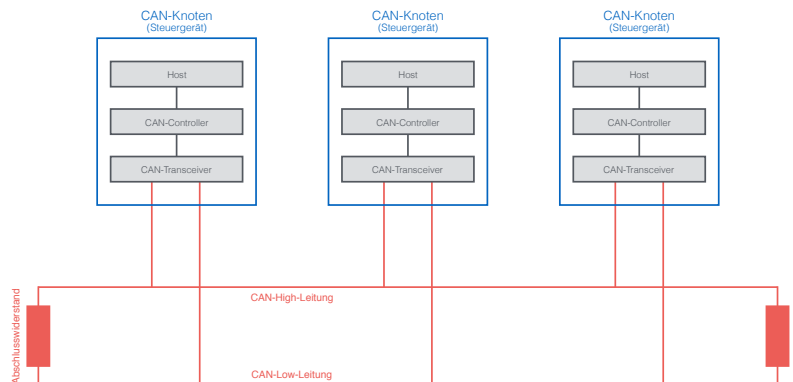 CAN-Knoten
(Steuergerät)
CAN-Knoten
(Steuergerät)
CAN-Knoten
(Steuergerät)
Host
Host
Host
CAN-Controller
CAN-Controller
CAN-Controller
CAN-Transceiver
CAN-Transceiver
CAN-Transceiver
CAN-High-Leitung
Abschlusswiderstand
CAN-Low-Leitung